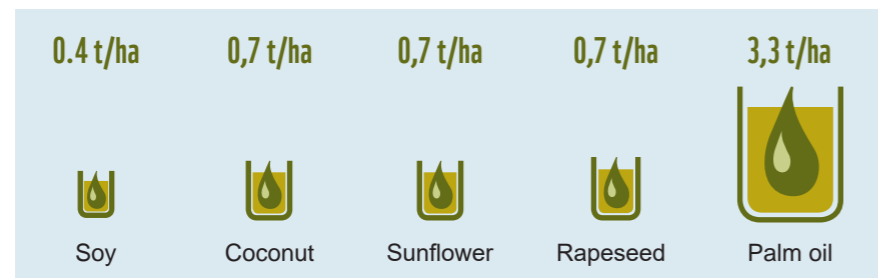 0.4 t/ha 0,7 t/ha 0,7 t/ha 0,7 t/ha 3,3 t/ha
Soy Coconut Sunflower Rapeseed Palm oil